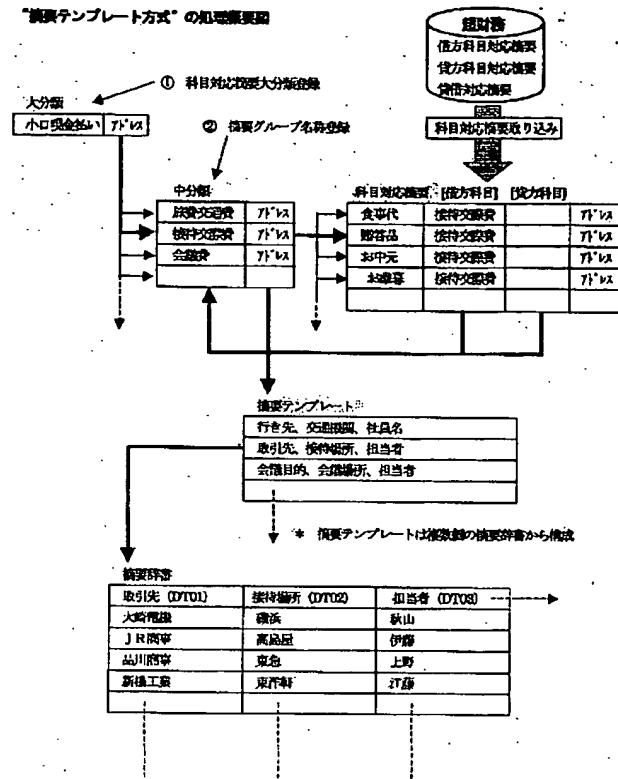 "摘要テンプレート方式"の処理概要図
超財務
借方科目対応摘要
貸方科目対応摘要
貸借対応摘要
① 科目対応摘要大分類登録
大分類
小口現金払い アドレス
② 摘要グループ名称登録
科目対応摘要取り込み
中分類
旅費交通費 アドレス
接待交際費 アドレス
会議費 アドレス
科目対応摘要 [借方科目] [貸方科目]
食事代 接待交際費 アドレス
贈答品 接待交際費 アドレス
お中元 接待交際費 アドレス
お歳暮 接待交際費 アドレス
摘要テンプレート
行き先、交通機関、社員名
取引先、接待場所、担当者
会議目的、会議場所、担当者
* 摘要テンプレートは複数個の摘要辞書から構成
摘要辞書
取引先 (DT01) 接待場所 (DT02) 担当者 (DT03)
大崎電機 磯浜 秋山
JR商事 高島屋 伊藤
品川商事 東急 上野
新橋工業 東洋軒 江藤